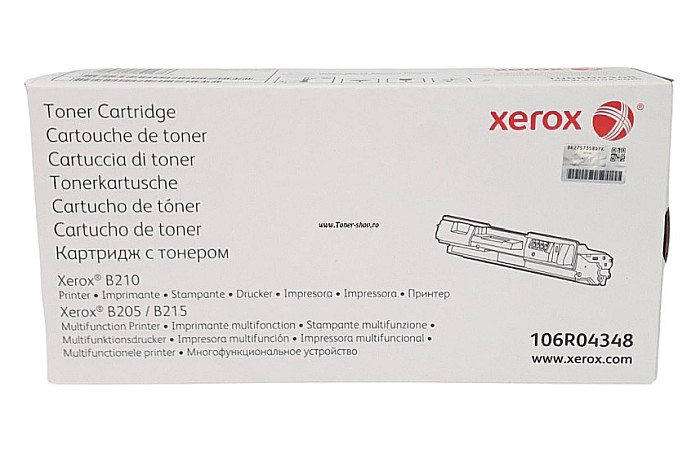 Toner Cartridge
Cartouche de toner
Cartuccia di toner
Tonerkartusche
Cartucho de tóner
Cartucho de toner
Картридж с тонером
Xerox® B210
Printer • Imprimante • Stampante • Drucker • Impresora • Impressora • Принтер
Xerox® B205 / B215
Multifunction Printer • Imprimante multifonction • Stampante multifunzione •
Multifunktionsdrucker • Impresora multifunción • Impressora multifuncional •
Multifunctionele printer • Многофункциональное устройство
xerox ®
www.Toner-shop.ro
106R04348
www.xerox.com